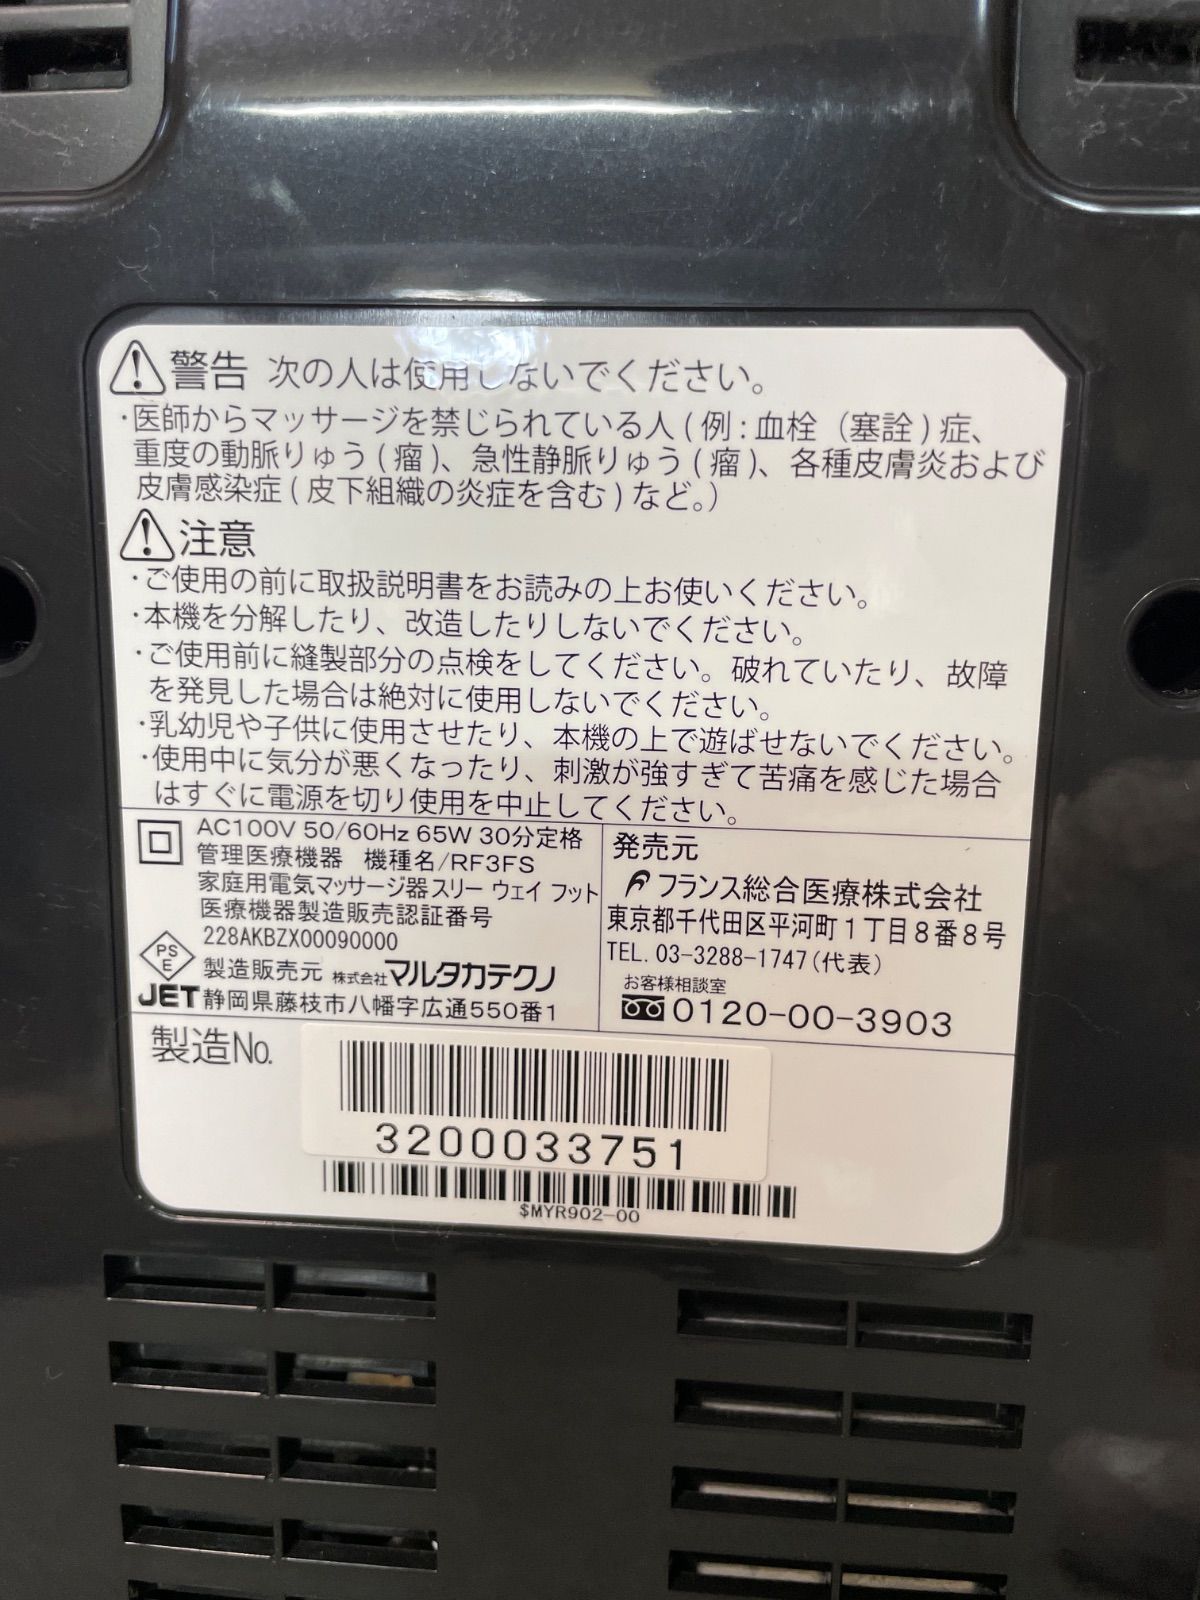 警告 次の人は使用しないでください。
・医師からマッサージを禁じられている人(例:血栓（塞詮)症、
重度の動脈りゅう(瘤)、急性静脈りゅう(瘤)、各種皮膚炎および
皮膚感染症(皮下組織の炎症を含む)など。)
注意
・ご使用の前に取扱説明書をお読みの上お使いください。
・本機を分解したり、改造したりしないでください。
・ご使用前に縫製部分の点検をしてください。破れていたり、故障
を発見した場合は絶対に使用しないでください。
・乳幼児や子供に使用させたり、本機の上で遊ばせないでください。
・使用中に気分が悪くなったり、刺激が強すぎて苦痛を感じた場合
はすぐに電源を切り使用を中止してください。
AC100V 50/60Hz 65W 30分定格
管理医療機器 機種名/RF3FS
家庭用電気マッサージ器スリー ウェイ フット
医療機器製造販売認証番号
228AKBZX00090000
PS
E
製造販売元 株式会社マルタカテクノ
JET 静岡県藤枝市八幡字広通550番1
発売元
フランス総合医療株式会社
東京都千代田区平河町1丁目8番8号
TEL. 03-3288-1747(代表)
お客様相談室
0120-00-3903
製造No.
3200033751
$MYR902-00